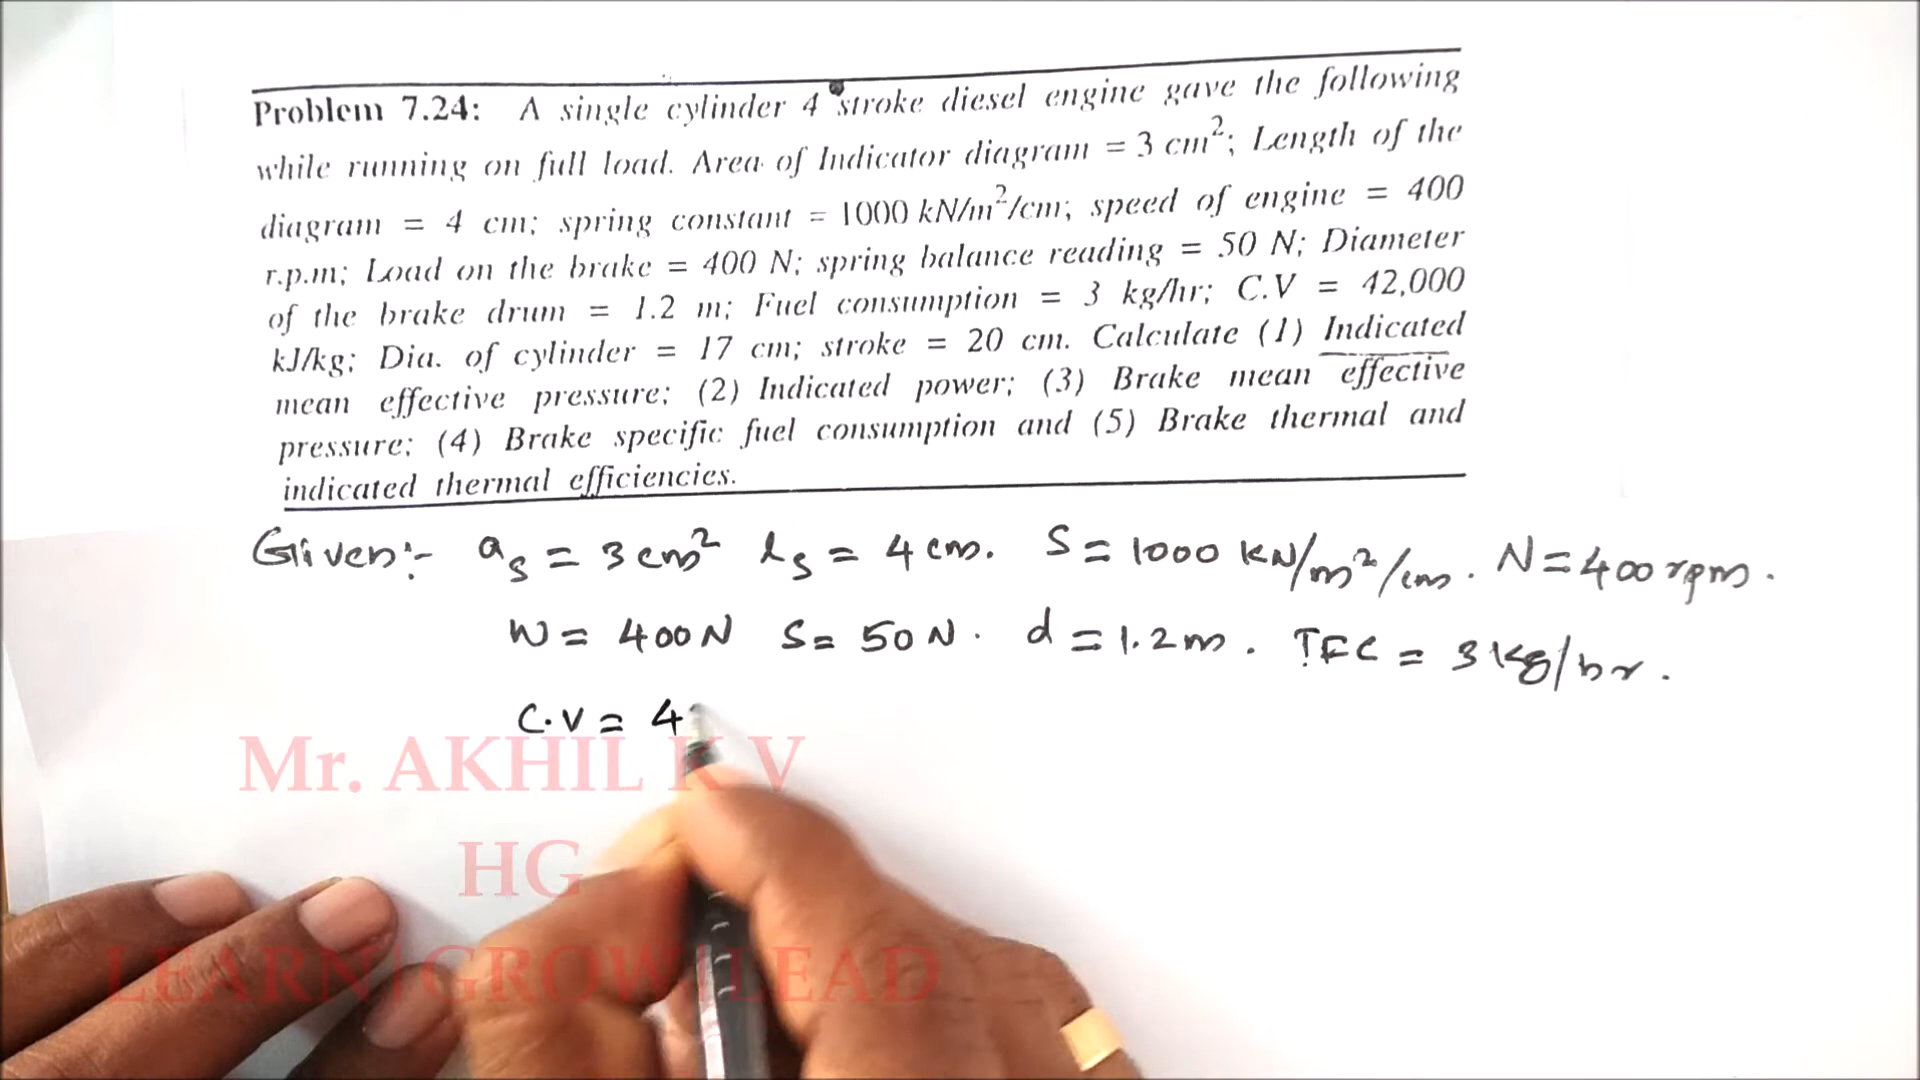 Problem 7.24: A single cylinder 4 stroke diesel engine gave the following
while running on full load. Area of Indicator diagram = 3 cm²; Length of the
diagram = 4 cm; spring constant = 1000 kN/m²/cm; speed of engine = 400
r.p.m; Load on the brake = 400 N; spring balance reading = 50 N; Diameter
of the brake drum = 1.2 m; Fuel consumption = 3 kg/hr; C.V = 42,000
kJ/kg; Dia. of cylinder = 17 cm; stroke = 20 cm. Calculate (1) Indicated
mean effective pressure; (2) Indicated power; (3) Brake mean effective
pressure; (4) Brake specific fuel consumption and (5) Brake thermal and
indicated thermal efficiencies.
Given:- a_s = 3 cm² l_s = 4 cm. S = 1000 kN/m²/cm. N = 400 rpm.
W = 400 N S = 50 N. d = 1.2 m. TFC = 3 kg/hr.
C.V = 4
Mr. AKHIL K V
HG
LEARN|GROW|LEAD